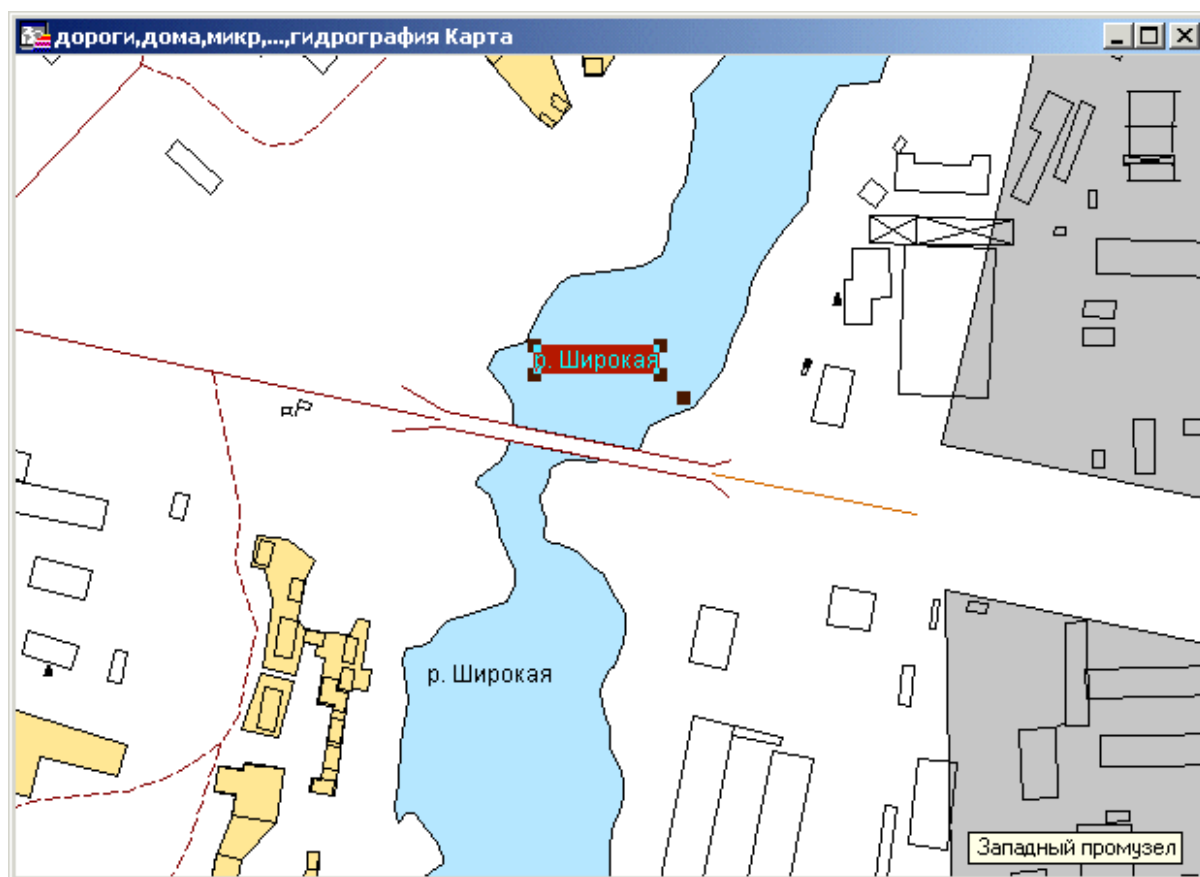 дороги,дома,микр,...,гидрография Карта
р. Широкая
р. Широкая
Западный промузел